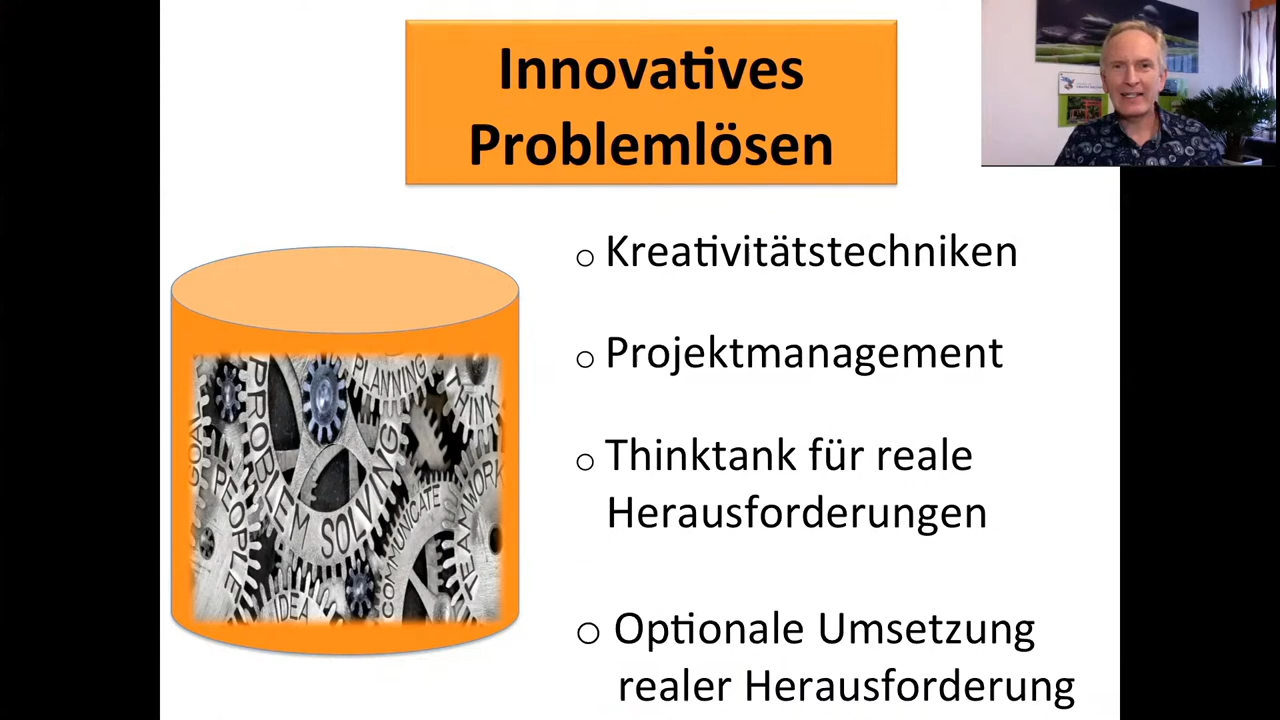 Innovatives
Problemlösen
o Kreativitätstechniken
o Projektmanagement
o Thinktank für reale
Herausforderungen
o Optionale Umsetzung
realer Herausforderung
GOAL
PEOPLE
PROBLEM SOLVING
PLANNING
THINK
COMMUNICATE
TEAMWORK
IDEA